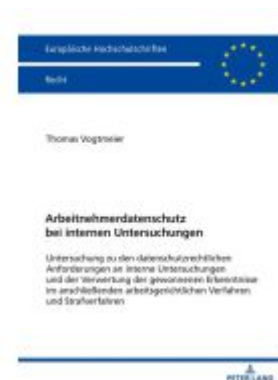 Europäische Hochschulschriften
Recht
Thomas Vogtmeier
Arbeitnehmerdatenschutz
bei internen Untersuchungen
Untersuchung zu den datenschutzrechtlichen
Anforderungen an interne Untersuchungen
und der Verwertung der gewonnenen Erkenntnisse
im anschließenden arbeitsgerichtlichen Verfahren
und Strafverfahren
PETER LANG